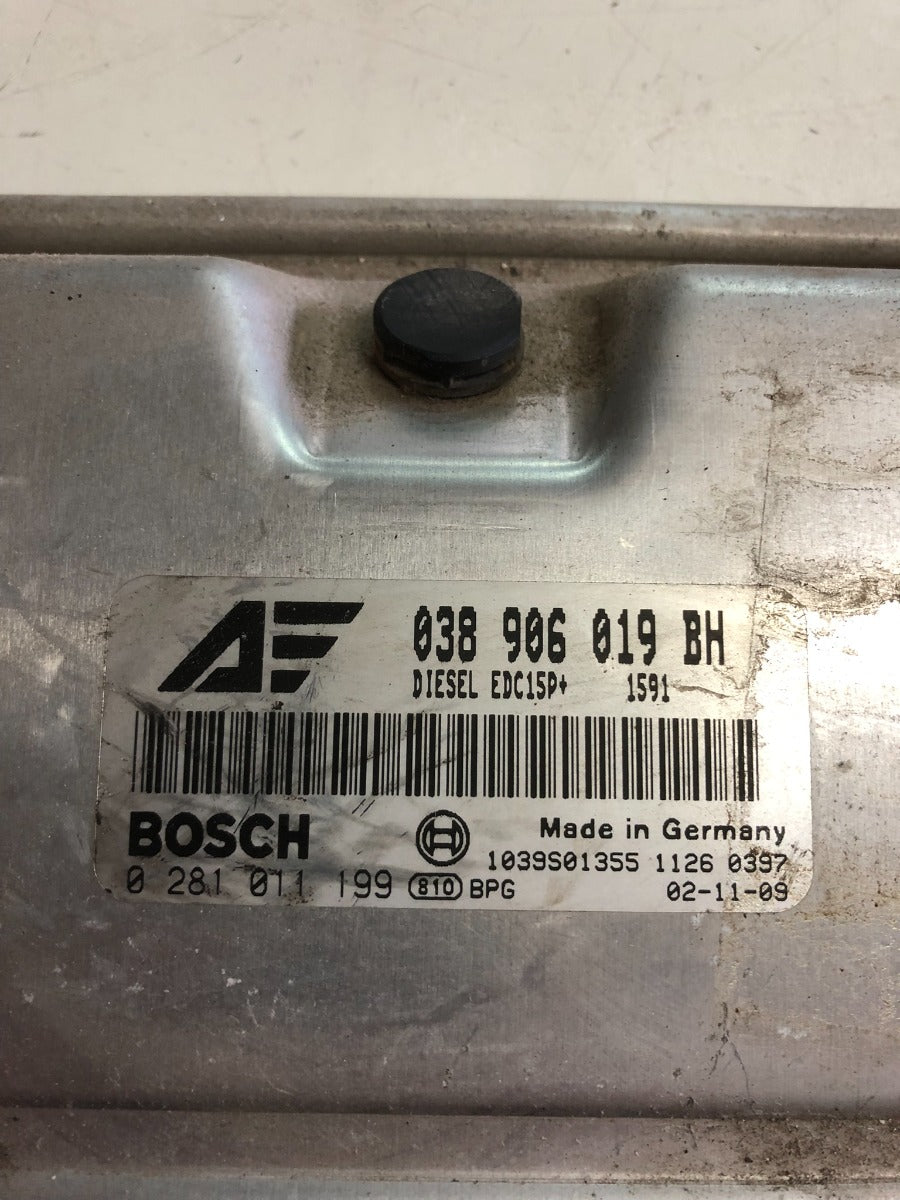 AF
038 906 019 BH
DIESEL EDC15P+ 1591
BOSCH
Made in Germany
1039S01355 1126 0397
0 281 011 199 810 BPG 02-11-09